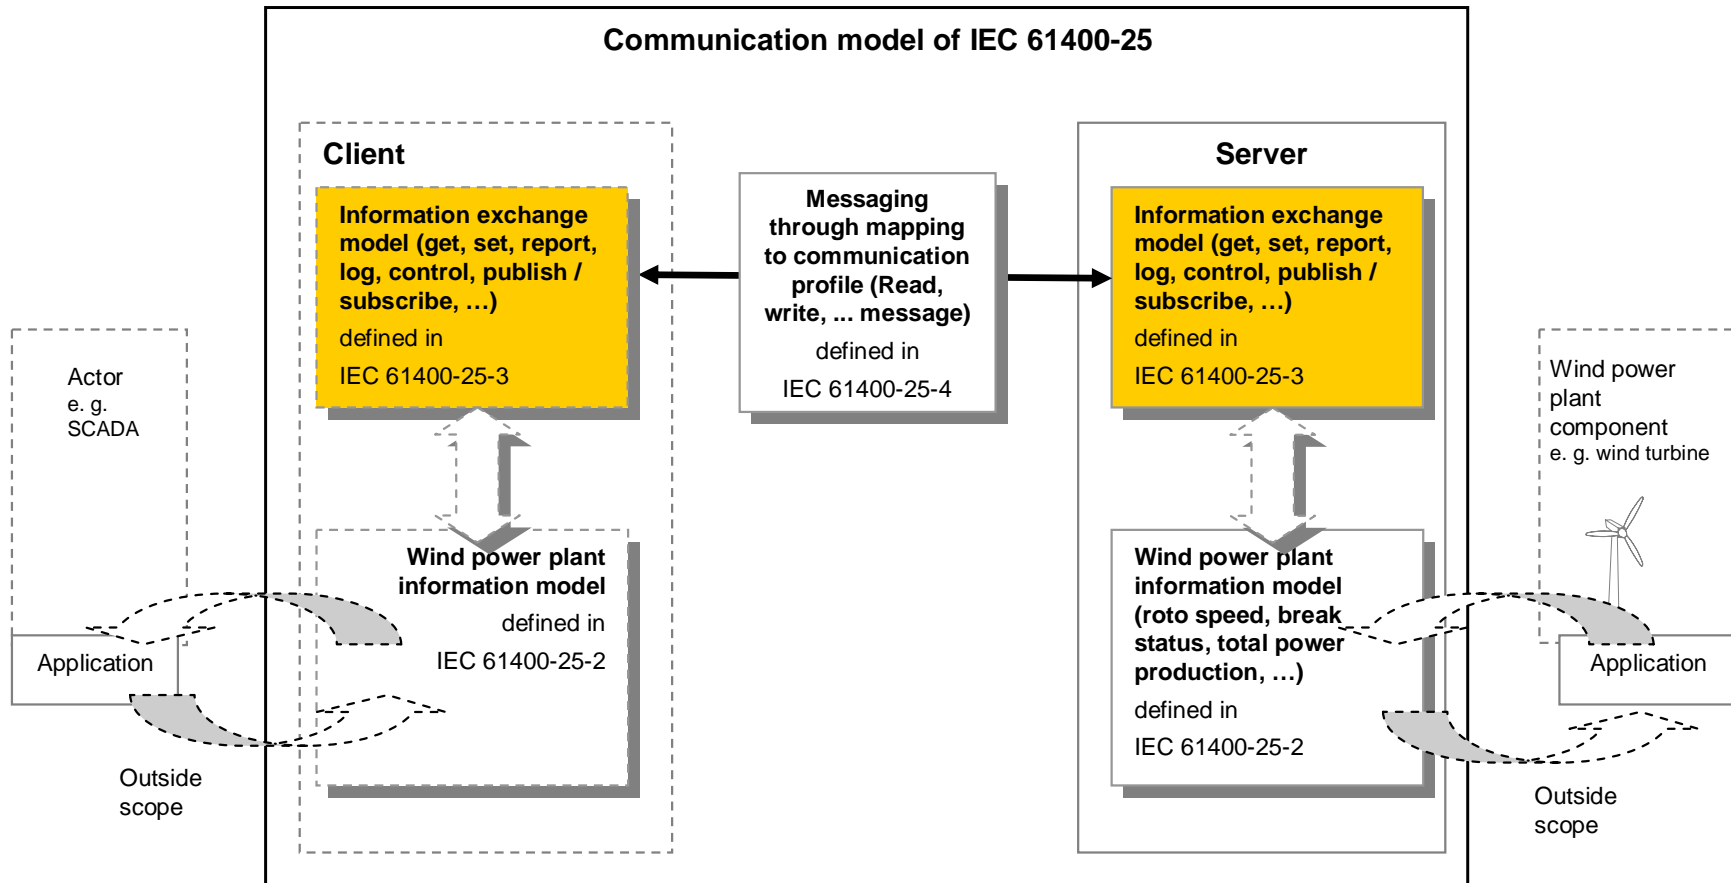 Communication model of IEC 61400-25
Client
Information exchange
model (get, set, report,
log, control, publish /
subscribe, …)
defined in
IEC 61400-25-3
Messaging
through mapping
to communication
profile (Read,
write, ... message)
defined in
IEC 61400-25-4
Server
Information exchange
model (get, set, report,
log, control, publish /
subscribe, …)
defined in
IEC 61400-25-3
Actor
e. g.
SCADA
Application
Outside
scope
Wind power plant
information model
defined in
IEC 61400-25-2
Wind power plant
information model
(roto speed, break
status, total power
production, …)
defined in
IEC 61400-25-2
Wind power
plant
component
e. g. wind turbine
Application
Outside
scope